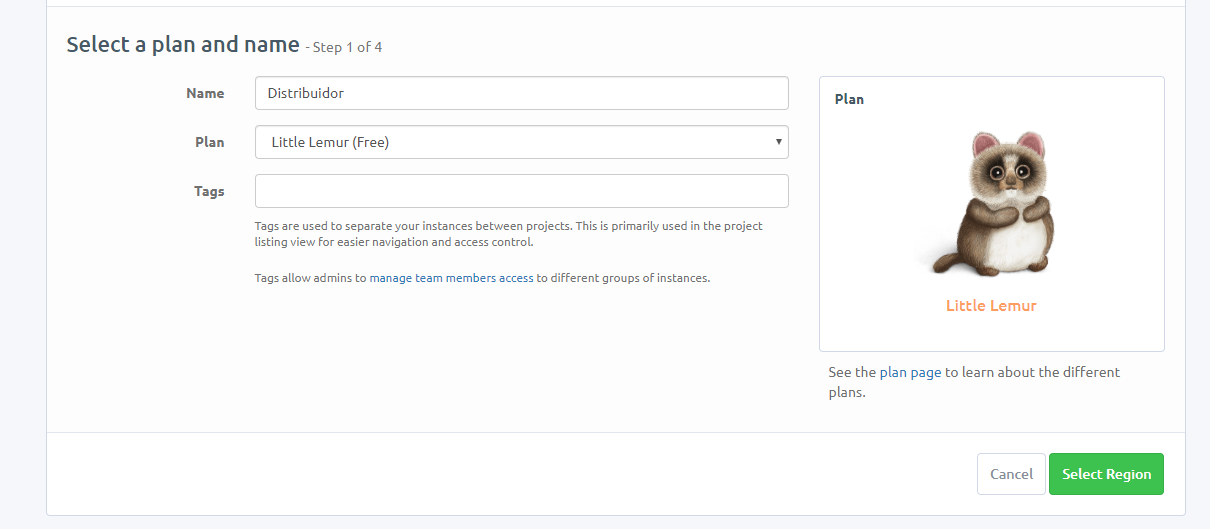 Select a plan and name - Step 1 of 4
Name
Distribuidor
Plan
Little Lemur (Free)
Tags
Tags are used to separate your instances between projects. This is primarily used in the project
listing view for easier navigation and access control.
Tags allow admins to manage team members access to different groups of instances.
Plan
Little Lemur
See the plan page to learn about the different
plans.
Cancel
Select Region